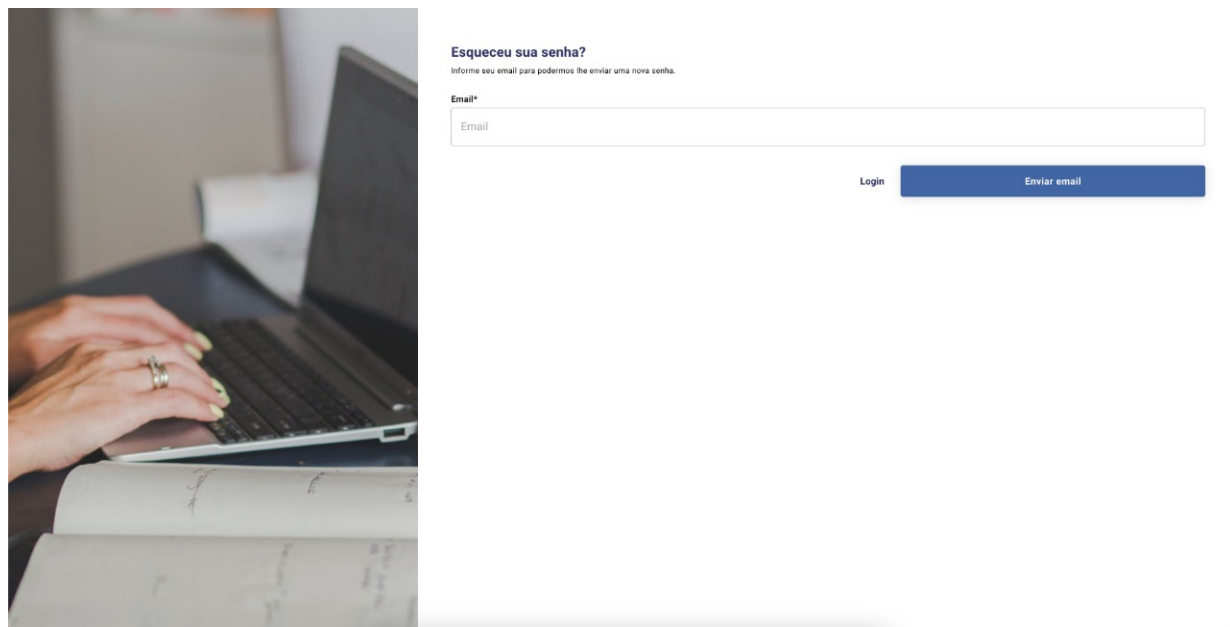 Esqueceu sua senha?
Informe seu email para podermos lhe enviar uma nova senha.
Email*
Email
Login
Enviar email